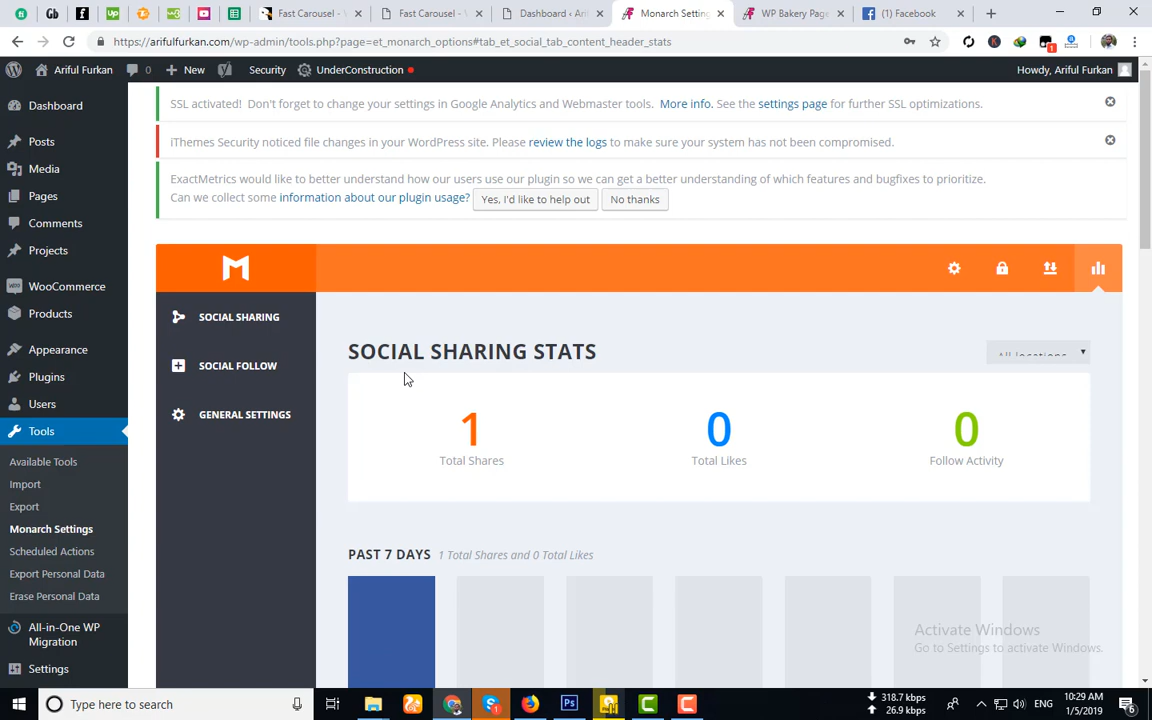 Fast Carousel - V
Fast Carousel - V
Dashboard ‹ Arif
Monarch Setting
WP Bakery Page
(1) Facebook
https://arifulfurkan.com/wp-admin/tools.php?page=et_monarch_options#tab_et_social_tab_content_header_stats
Ariful Furkan
0
New
Security
UnderConstruction
Howdy, Ariful Furkan
Dashboard
Posts
Media
Pages
Comments
Projects
WooCommerce
Products
Appearance
Plugins
Users
Tools
Available Tools
Import
Export
Monarch Settings
Scheduled Actions
Export Personal Data
Erase Personal Data
All-in-One WP
Migration
Settings
SSL activated! Don't forget to change your settings in Google Analytics and Webmaster tools. More info. See the settings page for further SSL optimizations.
iThemes Security noticed file changes in your WordPress site. Please review the logs to make sure your system has not been compromised.
ExactMetrics would like to better understand how our users use our plugin so we can get a better understanding of which features and bugfixes to prioritize.
Can we collect some information about our plugin usage? Yes, I'd like to help out No thanks
SOCIAL SHARING
SOCIAL FOLLOW
GENERAL SETTINGS
SOCIAL SHARING STATS
All locations
1
Total Shares
0
Total Likes
0
Follow Activity
PAST 7 DAYS 1 Total Shares and 0 Total Likes
Activate Windows
Go to Settings to activate Windows.
Type here to search
318.7 kbps
26.9 kbps
ENG
10:29 AM
1/5/2019
6